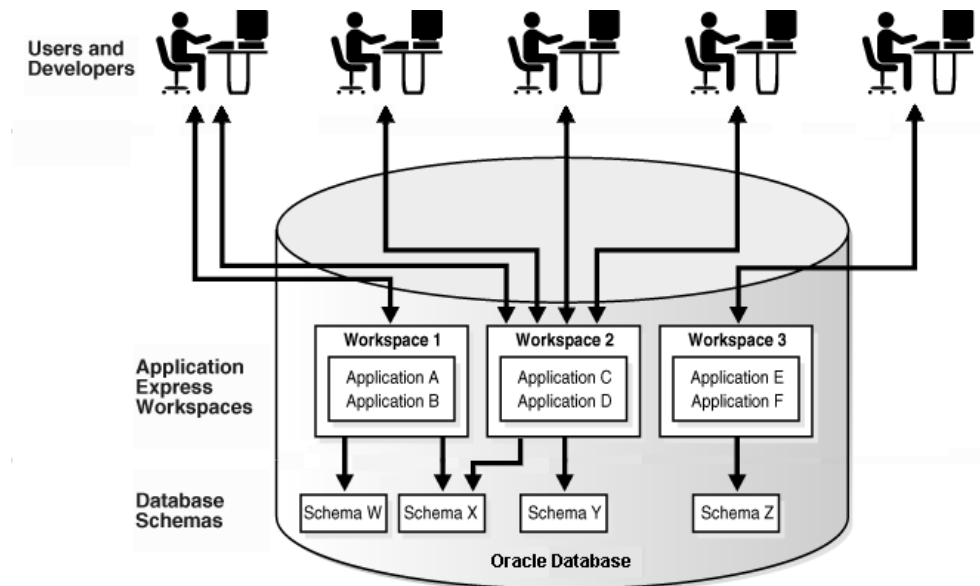 Users and
Developers
Application
Express
Workspaces
Workspace 1
Application A
Application B
Workspace 2
Application C
Application D
Workspace 3
Application E
Application F
Database
Schemas
Schema W
Schema X
Schema Y
Schema Z
Oracle Database